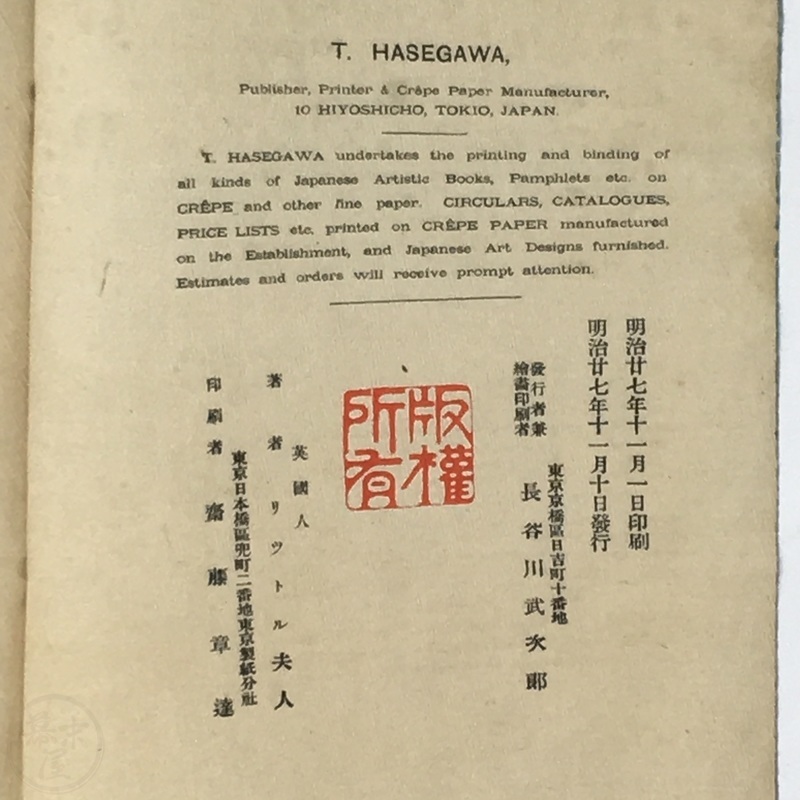 T. HASEGAWA,
Publisher, Printer & Crêpe Paper Manufacturer,
10 HIYOSHICHO, TOKIO, JAPAN.
T. HASEGAWA undertakes the printing and binding of
all kinds of Japanese Artistic Books, Pamphlets etc. on
CRÊPE and other fine paper. CIRCULARS, CATALOGUES,
PRICE LISTS etc. printed on CRÊPE PAPER manufactured
on the Establishment, and Japanese Art Designs furnished.
Estimates and orders will receive prompt attention.
明治廿七年十一月一日印刷
明治廿七年十一月十日發行
東京京橋區日吉町十番地
發行者兼
繪書印刷者
長谷川武次郎
版權
所有
英國人
著者 リツトル夫人
東京日本橋區兜町二番地東京製紙分社
印刷者 齋藤章達